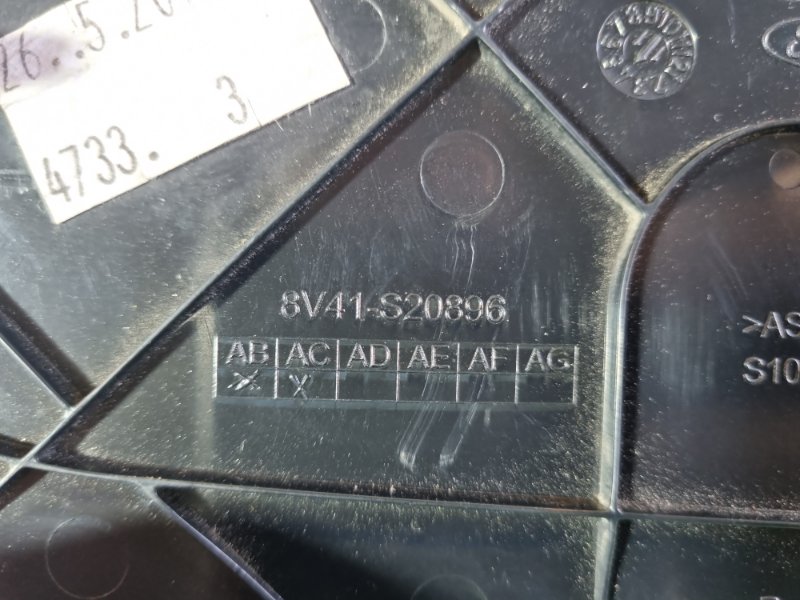 26..5.20
4733. 3
8V41-S20896
AB AC AD AE AF AG
X X
>AS
S10